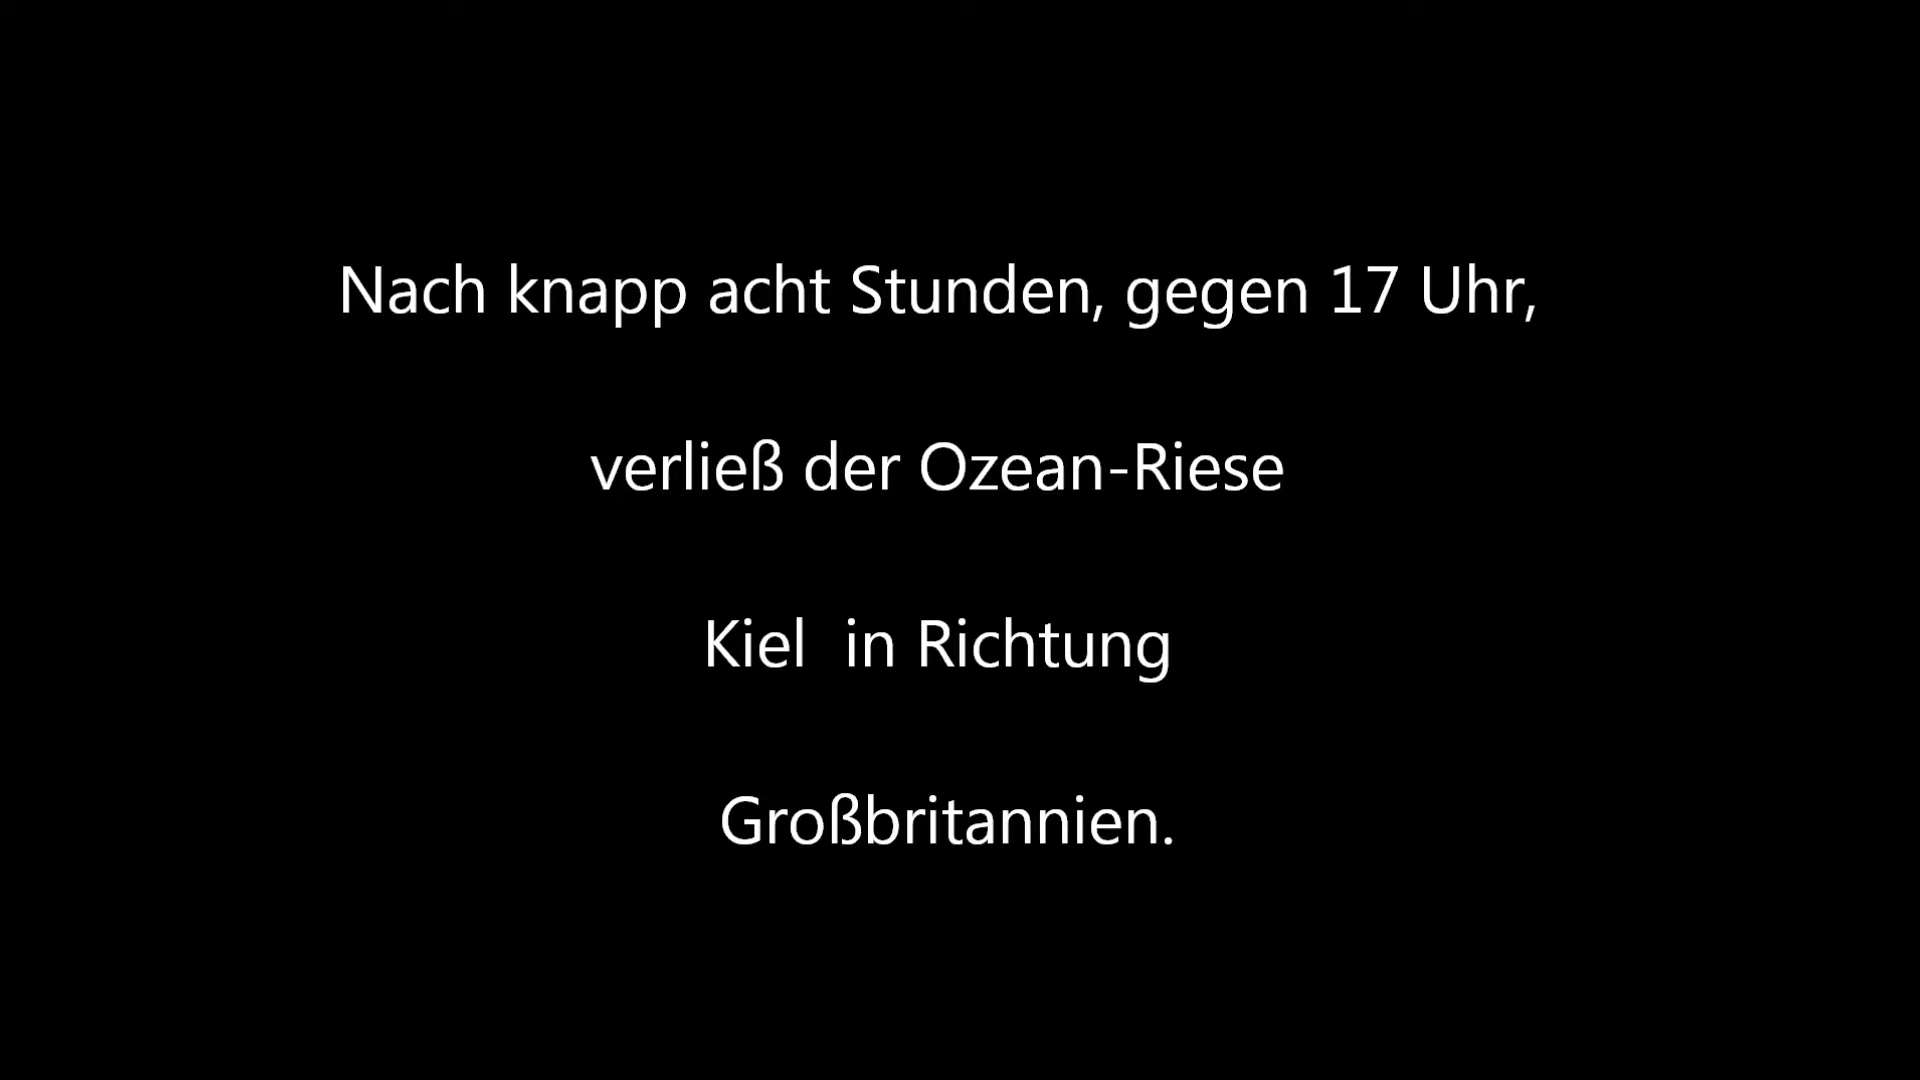 Nach knapp acht Stunden, gegen 17 Uhr,
verließ der Ozean-Riese
Kiel  in Richtung
Großbritannien.